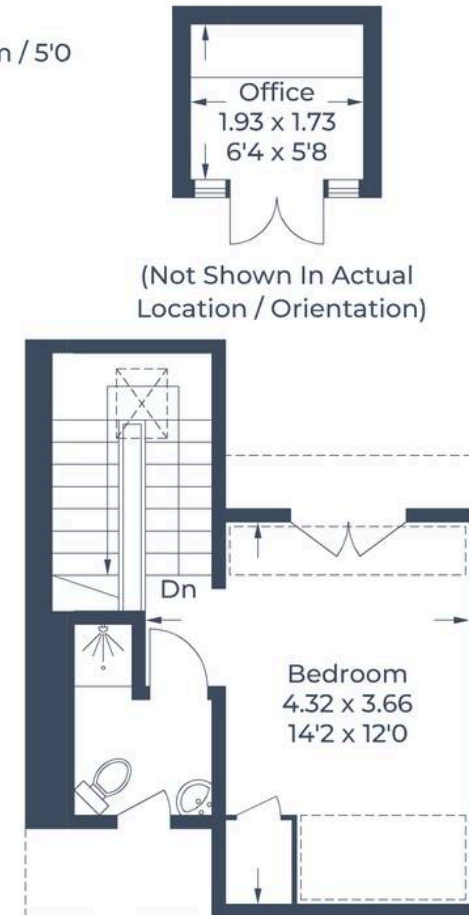 / 5'0
Office
1.93 x 1.73
6'4 x 5'8
(Not Shown In Actual
Location / Orientation)
Dn
Bedroom
4.32 x 3.66
14'2 x 12'0